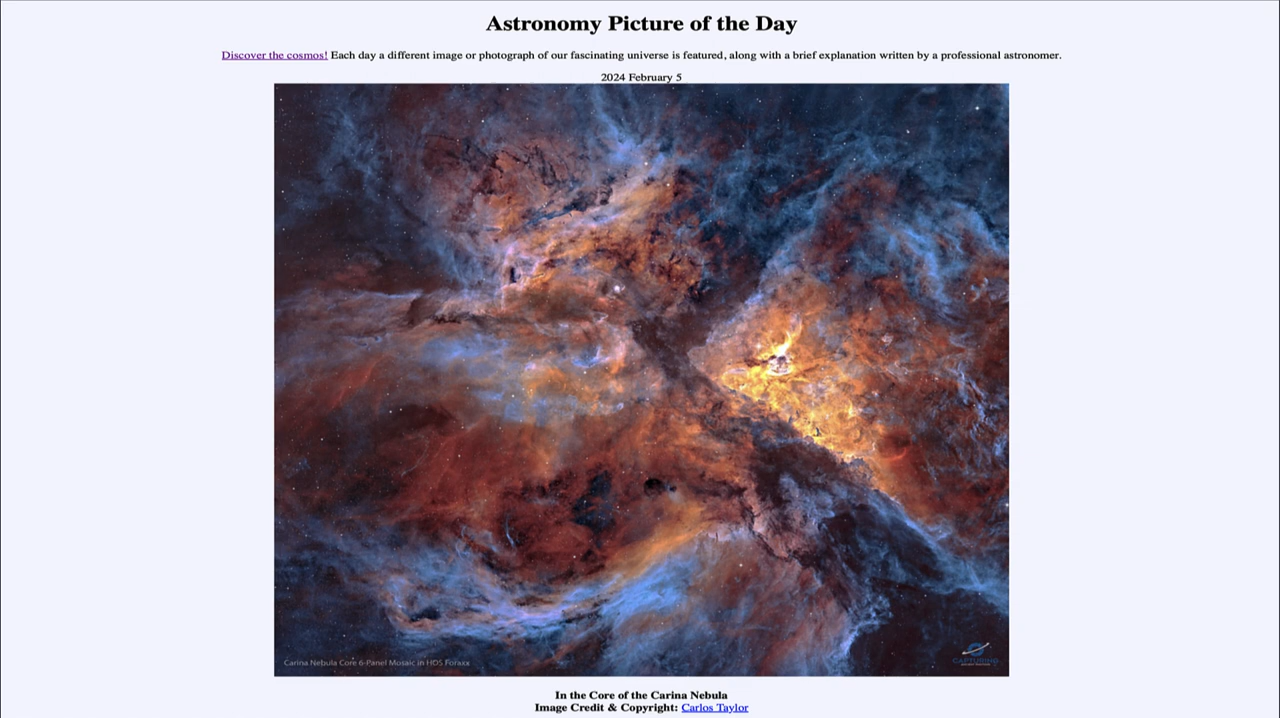 Astronomy Picture of the Day
Discover the cosmos! Each day a different image or photograph of our fascinating universe is featured, along with a brief explanation written by a professional astronomer.
2024 February 5
Carina Nebula Core 6-Panel Mosaic in HOS Foraxx
CAPTURING
In the Core of the Carina Nebula
Image Credit & Copyright: Carlos Taylor